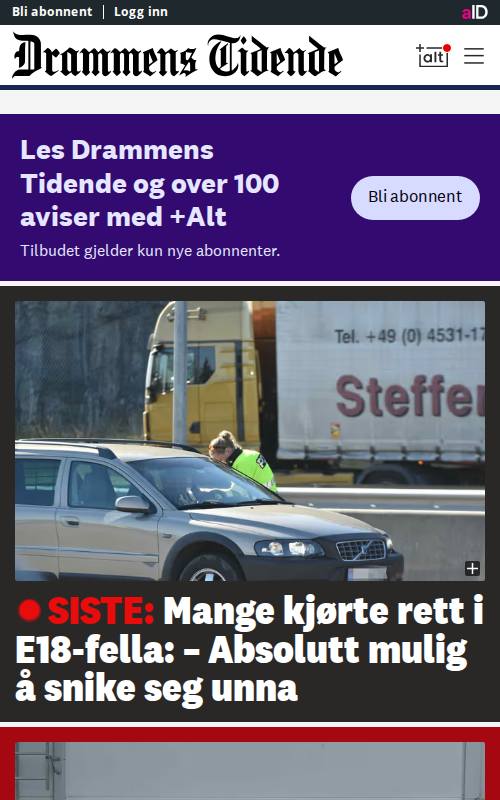 Bli abonnent
Logg inn
aID
Drammens Tidende
+alt
Les Drammens
Tidende og over 100
aviser med +Alt
Tilbudet gjelder kun nye abonnenter.
Bli abonnent
Tel. +49 (0) 4531-17
Steffen
SISTE: Mange kjørte rett i
E18-fella: – Absolutt mulig
å snike seg unna